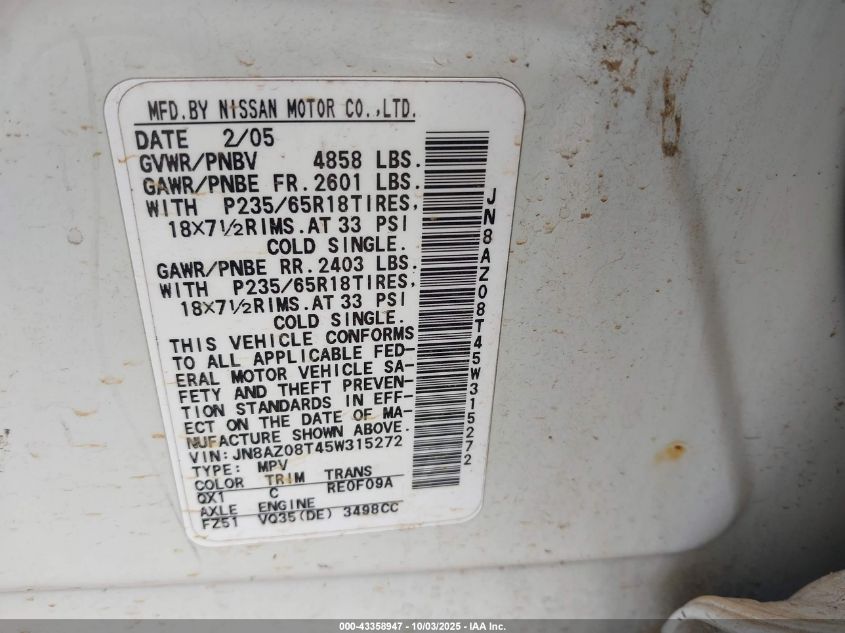 MFD.BY NISSAN MOTOR CO.,LTD.
DATE 2/05
GVWR/PNBV 4858 LBS.
GAWR/PNBE FR.2601 LBS.
WITH P235/65R18TIRES,
18×7½RIMS.AT 33 PSI
COLD SINGLE.
GAWR/PNBE RR.2403 LBS.
WITH P235/65R18TIRES,
18×7½RIMS.AT 33 PSI
COLD SINGLE.
THIS VEHICLE CONFORMS
TO ALL APPLICABLE FED-
ERAL MOTOR VEHICLE SA-
FETY AND THEFT PREVEN-
TION STANDARDS IN EFF-
ECT ON THE DATE OF MA-
NUFACTURE SHOWN ABOVE.
VIN:JN8AZ08T45W315272
TYPE: MPV
COLOR TRIM TRANS
QX1 C RE0F09A
AXLE ENGINE
FZ51 VQ35(DE) 3498CC
JN8AZ08T45W315272
000-43358947 - 10/03/2025 - IAA Inc.